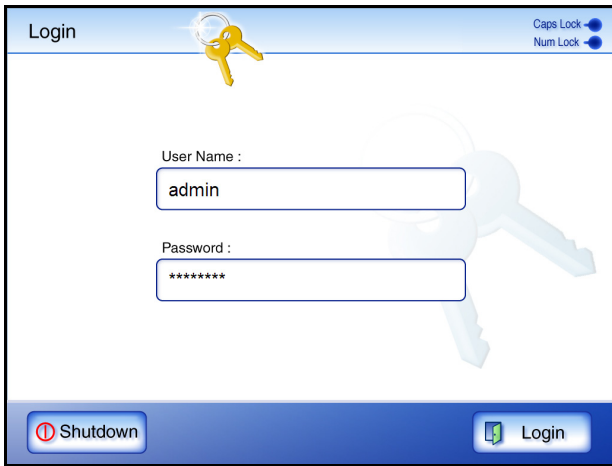 Login
Caps Lock
Num Lock
User Name :
admin
Password :
********
Shutdown
Login